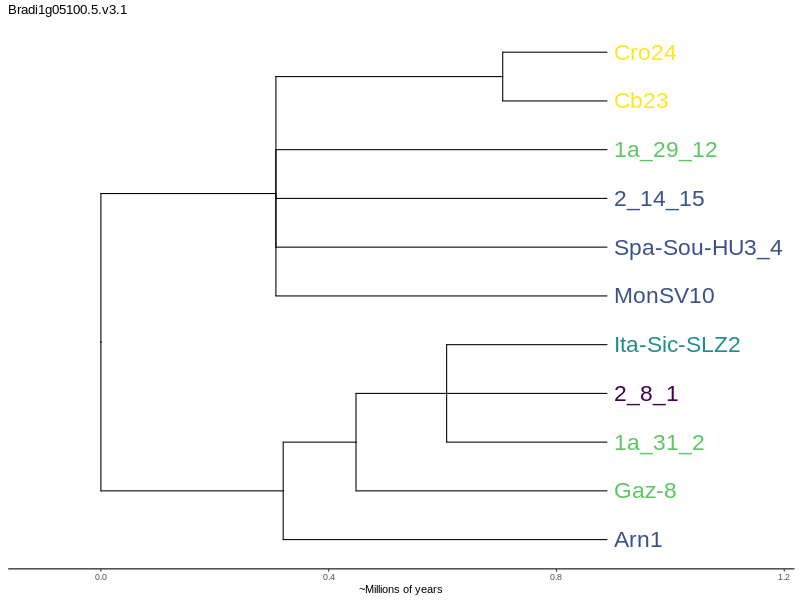 Bradi1g05100.5.v3.1
Cro24
Cb23
1a_29_12
2_14_15
Spa-Sou-HU3_4
MonSV10
Ita-Sic-SLZ2
2_8_1
1a_31_2
Gaz-8
Arn1
0.0 0.4 0.8 1.2
~Millions of years